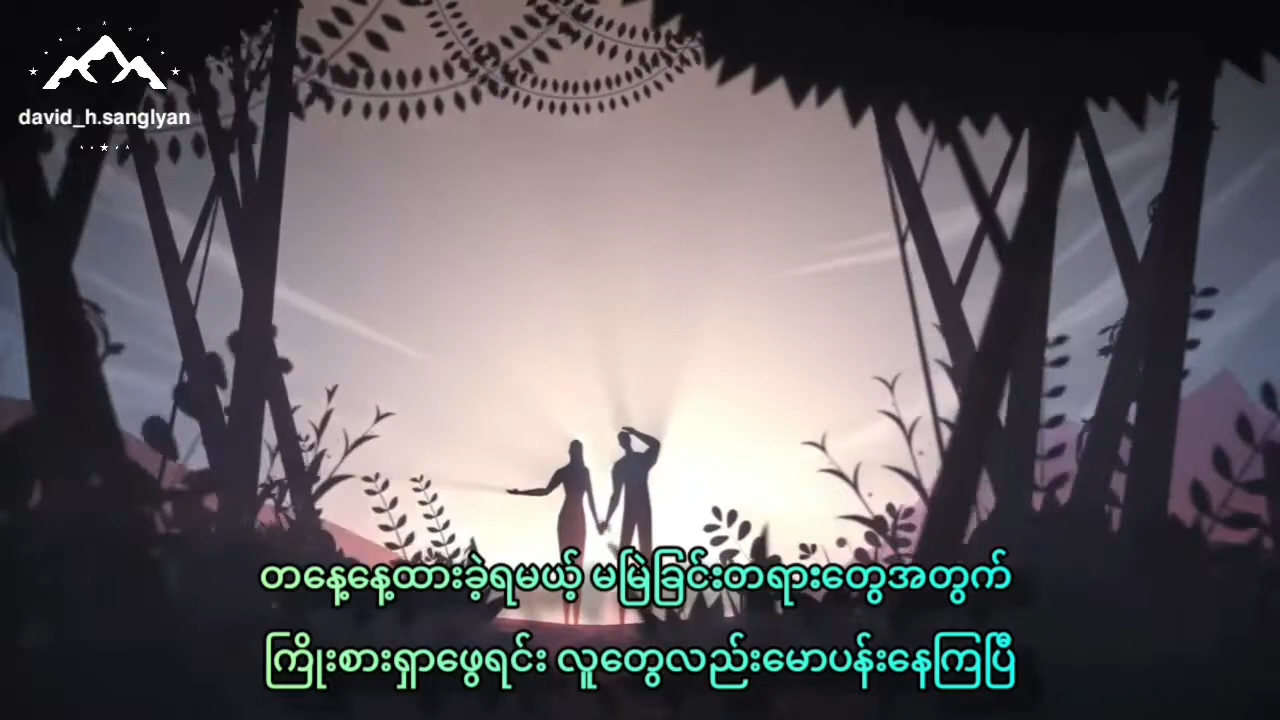 david_h.sanglyan
တနေ့နေ့ထားခဲ့ရမယ့် မမြဲခြင်းတရားတွေအတွက်
ကြိုးစားရှာဖွေရင်း လူတွေလည်းမောပန်းနေကြပြီ